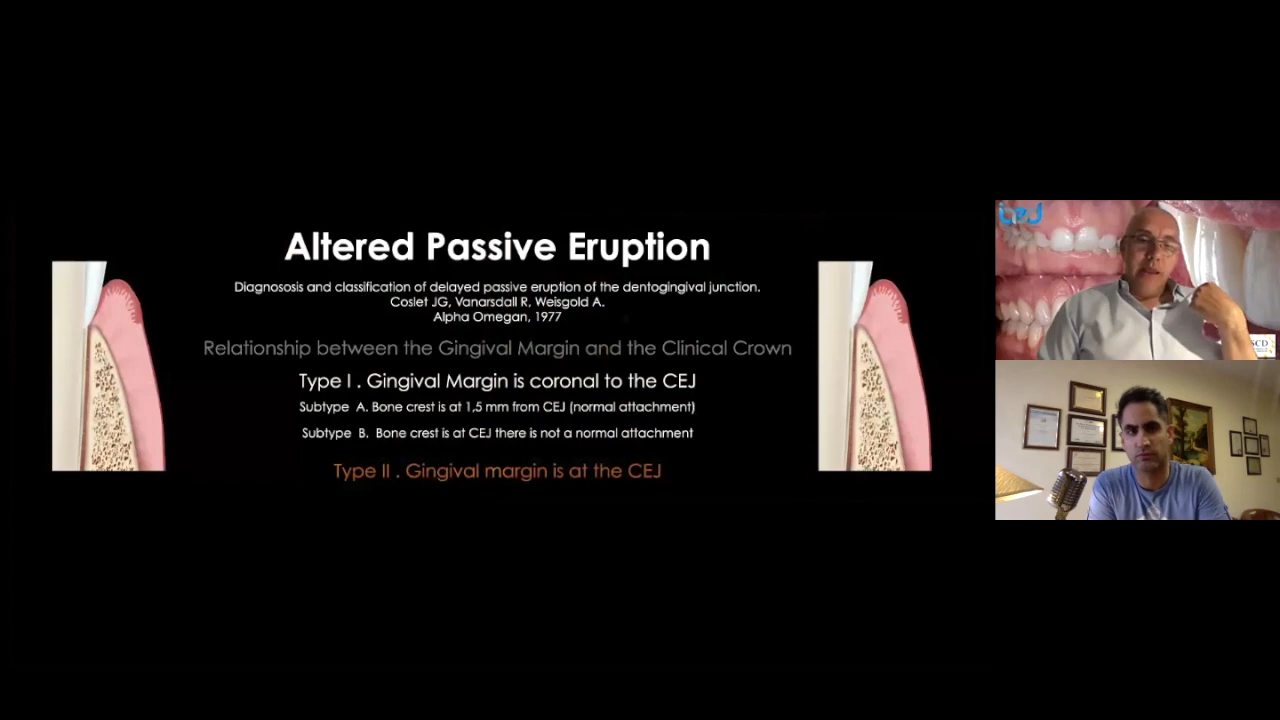 Altered Passive Eruption
Diagnososis and classification of delayed passive eruption of the dentogingival junction.
Coslet JG, Vanarsdall R, Weisgold A.
Alpha Omegan, 1977
Relationship between the Gingival Margin and the Clinical Crown
Type I . Gingival Margin is coronal to the CEJ
Subtype A. Bone crest is at 1,5 mm from CEJ (normal attachment)
Subtype B. Bone crest is at CEJ there is not a normal attachment
Type II . Gingival margin is at the CEJ
SCD